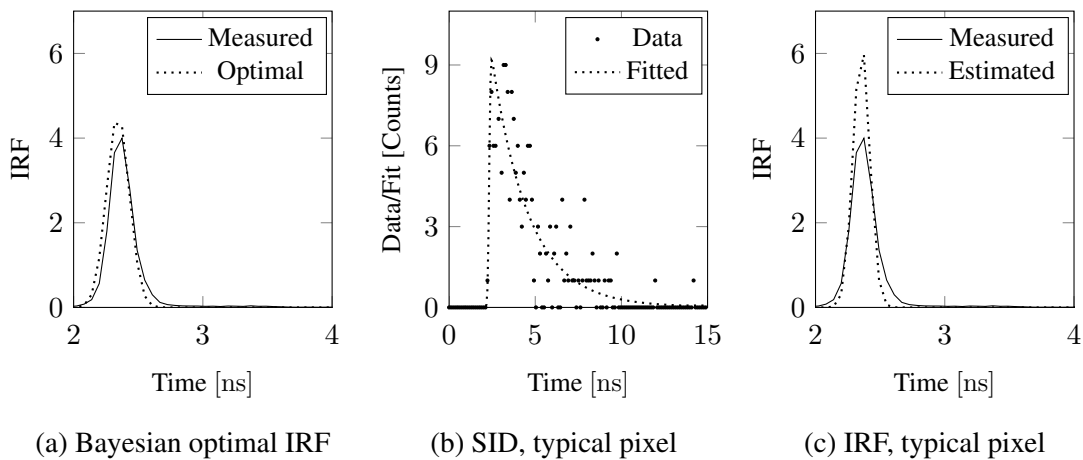 0
2
4
6
IRF
2
3
4
Time [ns]
Measured
Optimal
(a) Bayesian optimal IRF
0
3
6
9
Data/Fit [Counts]
0
5
10
15
Time [ns]
Data
Fitted
(b) SID, typical pixel
0
2
4
6
IRF
2
3
4
Time [ns]
Measured
Estimated
(c) IRF, typical pixel